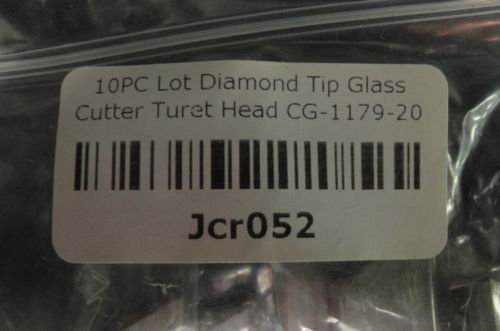 10PC Lot Diamond Tip Glass
Cutter Turet Head CG-1179-20
Jcr052